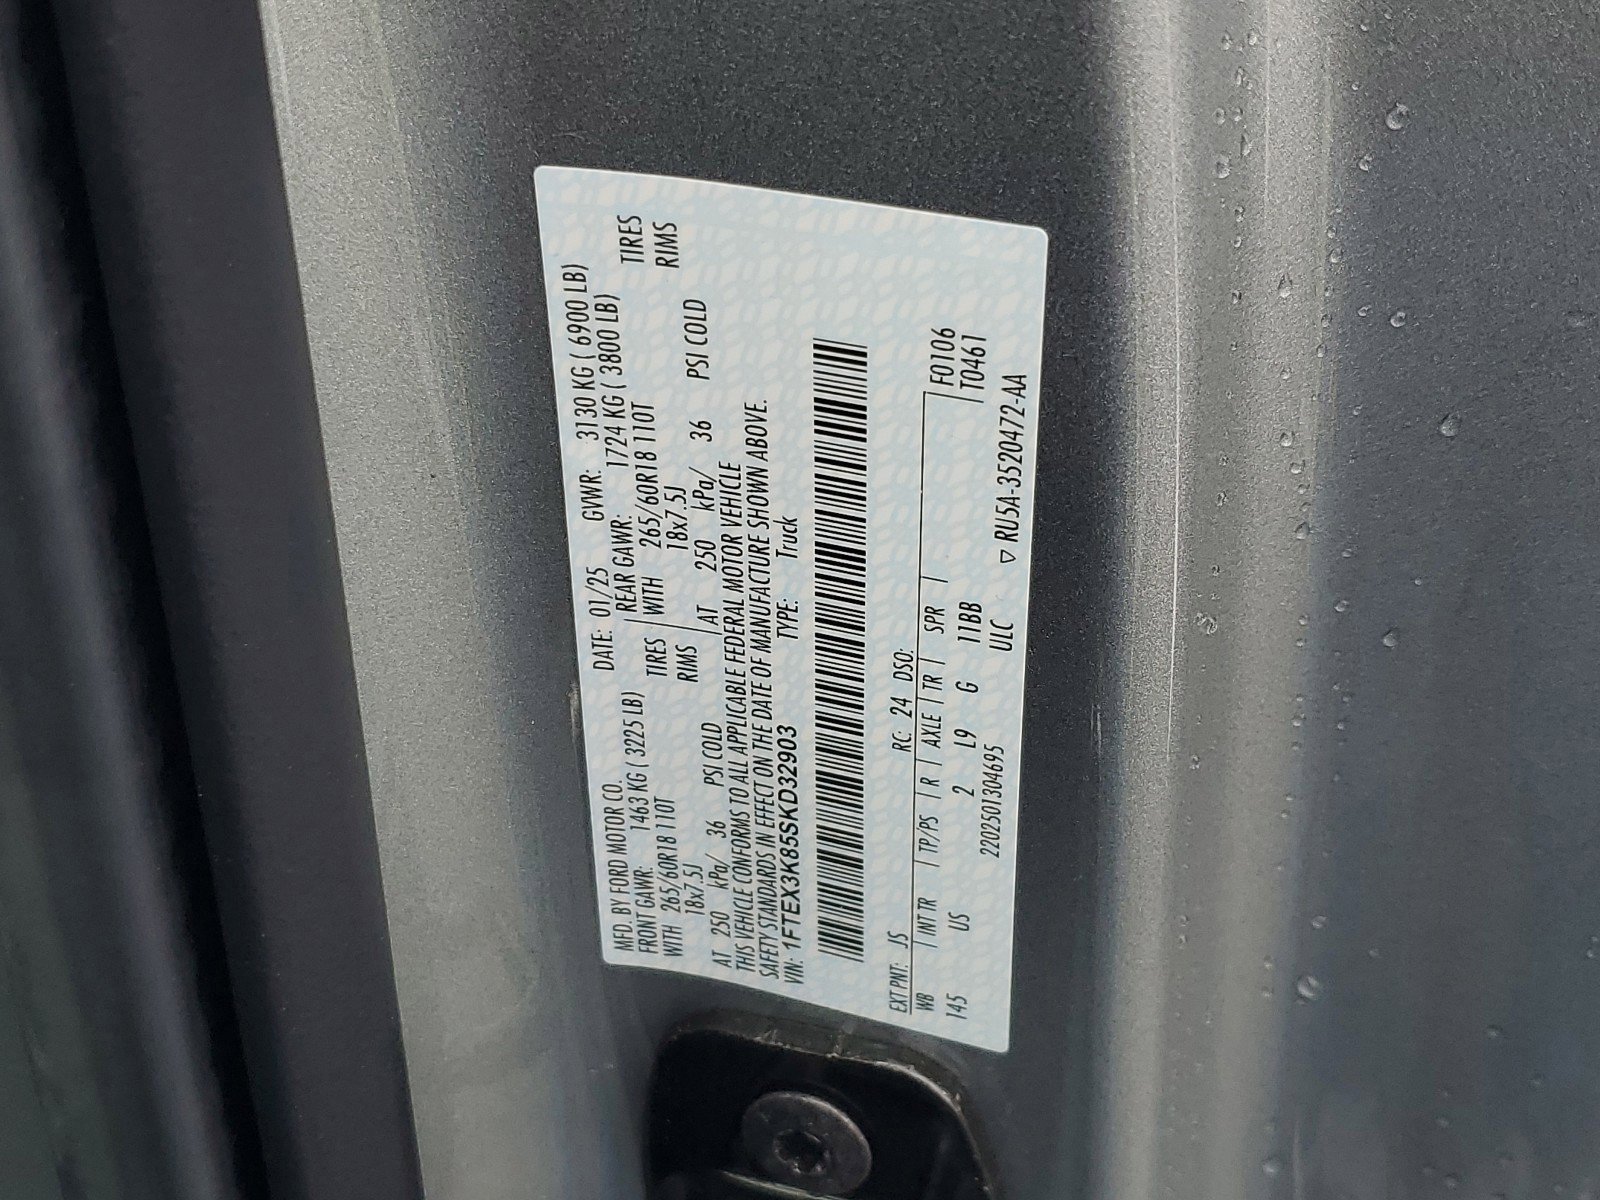 MFD. BY FORD MOTOR CO. DATE: 01/25 GVWR: 3130 KG ( 6900 LB)
FRONT GAWR: 1463 KG ( 3225 LB) REAR GAWR: 1724 KG ( 3800 LB)
WITH 265/60R18 110T TIRES WITH 265/60R18 110T TIRES
18x7.5J RIMS 18x7.5J RIMS
AT 250 kPa/ 36 PSI COLD AT 250 kPa/ 36 PSI COLD
THIS VEHICLE CONFORMS TO ALL APPLICABLE FEDERAL MOTOR VEHICLE
SAFETY STANDARDS IN EFFECT ON THE DATE OF MANUFACTURE SHOWN ABOVE.
VIN: 1FTEX3K85SKD32903 TYPE: Truck
EXT PNT: JS RC: 24 DSO:
WB | INT TR | TP/PS | R | AXLE | TR | SPR | F0106
145 US 2 L9 G 11BB T0461
2202501304695 ULC ▽ RU5A-3520472-AA